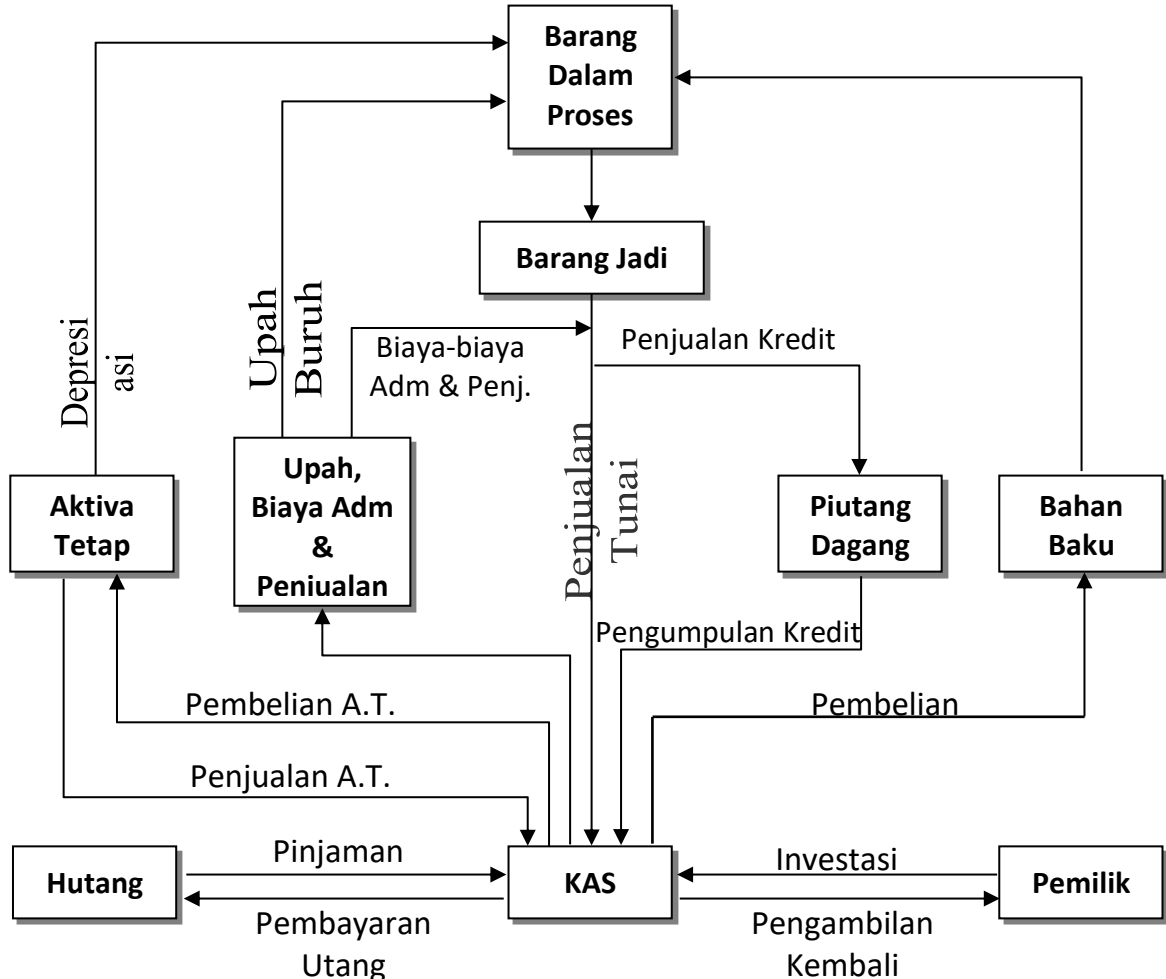 Barang
Dalam
Proses
Barang Jadi
Depresi
asi
Upah
Buruh
Biaya-biaya
Adm & Penj.
Penjualan Kredit
Penjualan
Tunai
Aktiva
Tetap
Upah,
Biaya Adm
&
Peniualan
Piutang
Dagang
Bahan
Baku
Pengumpulan Kredit
Pembelian A.T.
Pembelian
Penjualan A.T.
Hutang
Pinjaman
KAS
Investasi
Pemilik
Pembayaran
Utang
Pengambilan
Kembali